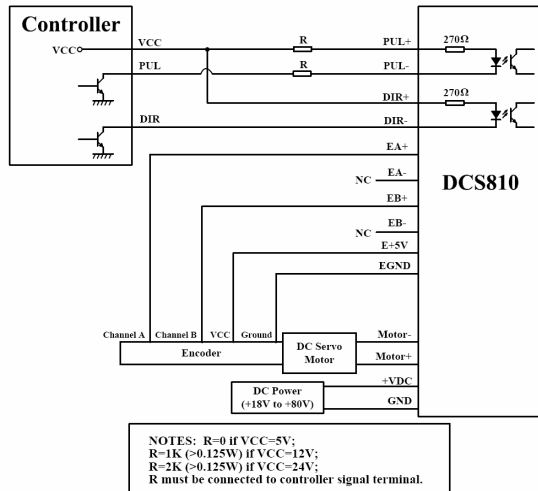 Controller
VCC
VCC
R
PUL+
270Ω
PUL
R
PUL-
DIR+
270Ω
DIR
DIR-
EA+
DCS810
NC
EA-
EB+
NC
EB-
E+5V
EGND
Channel A
Channel B
VCC
Ground
Encoder
DC Servo
Motor
Motor-
Motor+
+VDC
DC Power
(+18V to +80V)
GND
NOTES: R=0 if VCC=5V;
R=1K (>0.125W) if VCC=12V;
R=2K (>0.125W) if VCC=24V;
R must be connected to controller signal terminal.